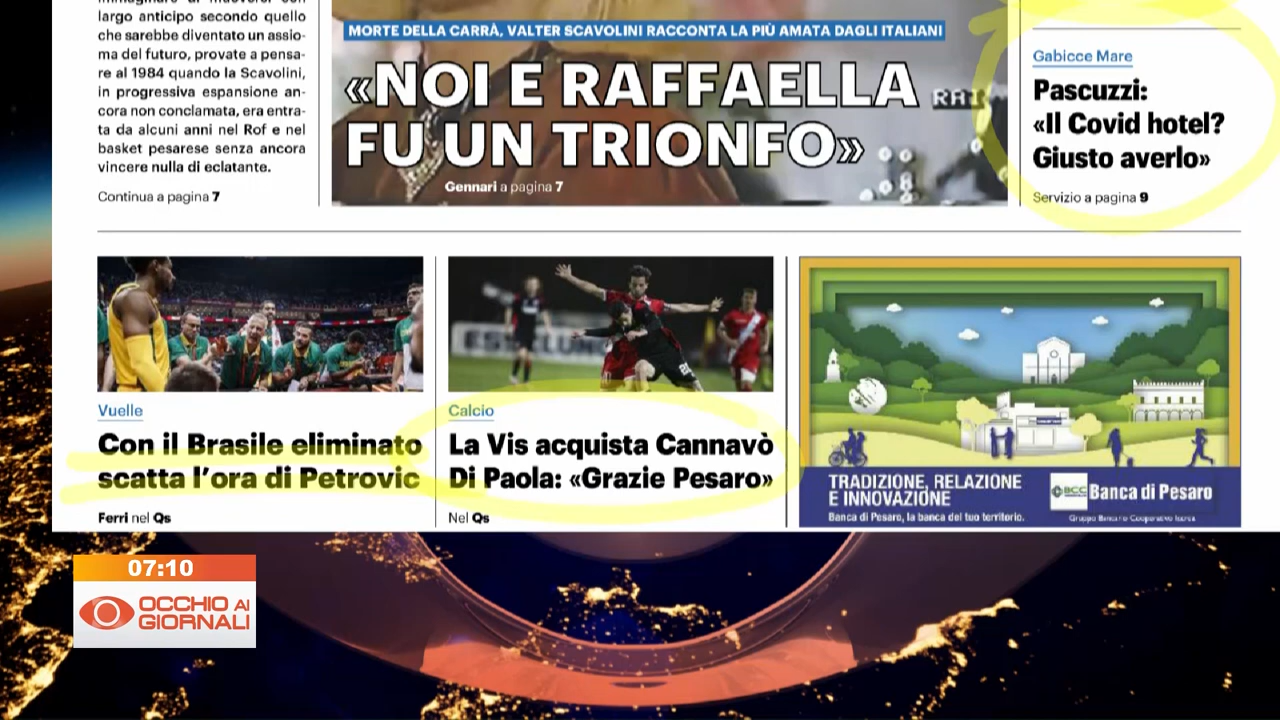 largo anticipo secondo quello
che sarebbe diventato un assio-
ma del futuro, provate a pensa-
re al 1984 quando la Scavolini,
in progressiva espansione an-
cora non conclamata, era entra-
ta da alcuni anni nel Rof e nel
basket pesarese senza ancora
vincere nulla di eclatante.
Continua a pagina 7
MORTE DELLA CARRÀ, VALTER SCAVOLINI RACCONTA LA PIÙ AMATA DAGLI ITALIANI
«NOI E RAFFAELLA
FU UN TRIONFO»
RAI
Gennari a pagina 7
Gabicce Mare
Pascuzzi:
«Il Covid hotel?
Giusto averlo»
Servizio a pagina 9
Vuelle
Con il Brasile eliminato
scatta l'ora di Petrovic
Ferri nel Qs
Calcio
La Vis acquista Cannavò
Di Paola: «Grazie Pesaro»
Nel Qs
TRADIZIONE, RELAZIONE
E INNOVAZIONE
Banca di Pesaro, la banca del tuo territorio.
BCC Banca di Pesaro
Gruppo Bancario Cooperativo Iccrea
07:10
OCCHIO AI
GIORNALI